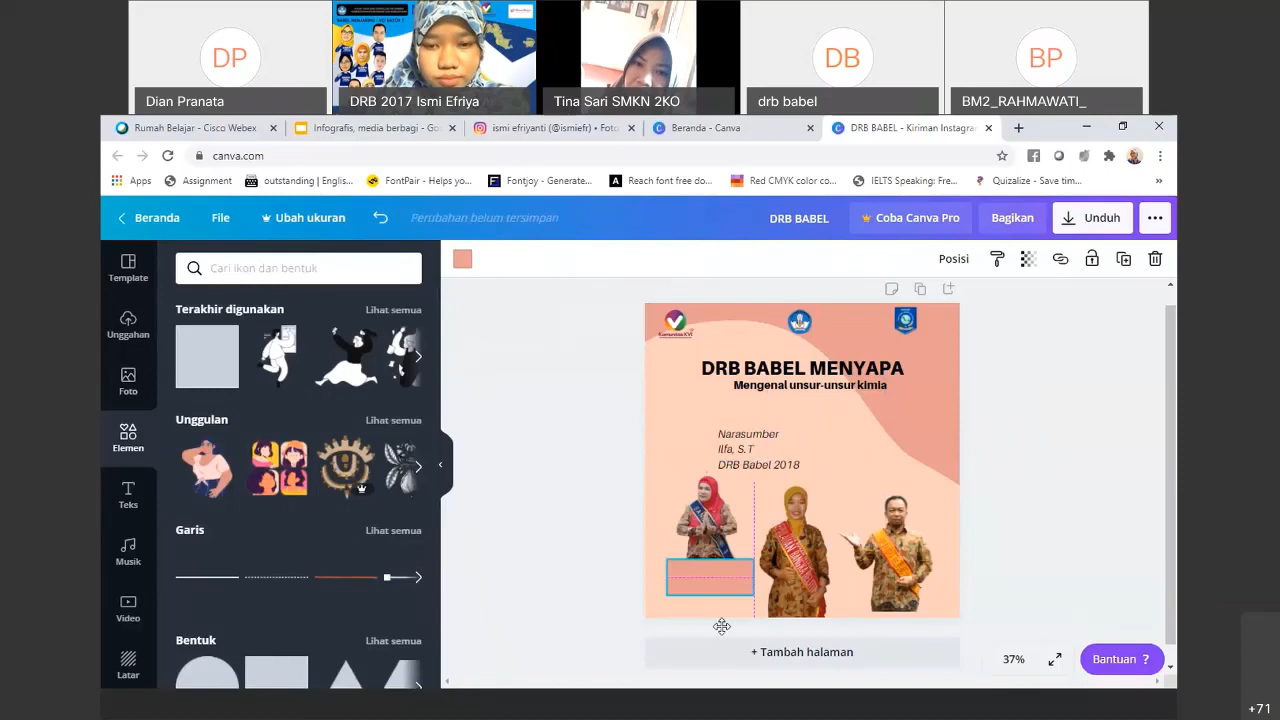 DP
DB
BP
Dian Pranata
DRB 2017 Ismi Efriya
Tina Sari SMKN 2KO
drb babel
BM2_RAHMAWATI_
Rumah Belajar - Cisco Webex
Infografis, media berbagi - Go
ismi efriyanti (@ismiefr) • Foto
Beranda - Canva
DRB BABEL - Kiriman Instagra
canva.com
Apps
Assignment
outstanding | Englis...
FontPair - Helps yo...
Fontjoy - Generate...
Reach font free do...
Red CMYK color co...
IELTS Speaking: Fre...
Quizalize - Save tim...
»
Beranda
File
Ubah ukuran
Perubahan belum tersimpan
DRB BABEL
Coba Canva Pro
Bagikan
Unduh
Template
Unggahan
Foto
Elemen
Teks
Musik
Video
Latar
Cari ikon dan bentuk
Terakhir digunakan
Lihat semua
Unggulan
Lihat semua
Garis
Lihat semua
Bentuk
Lihat semua
Posisi
DRB BABEL MENYAPA
Mengenal unsur-unsur kimia
Narasumber
Ilfa, S.T
DRB Babel 2018
+ Tambah halaman
37%
Bantuan ?
+71